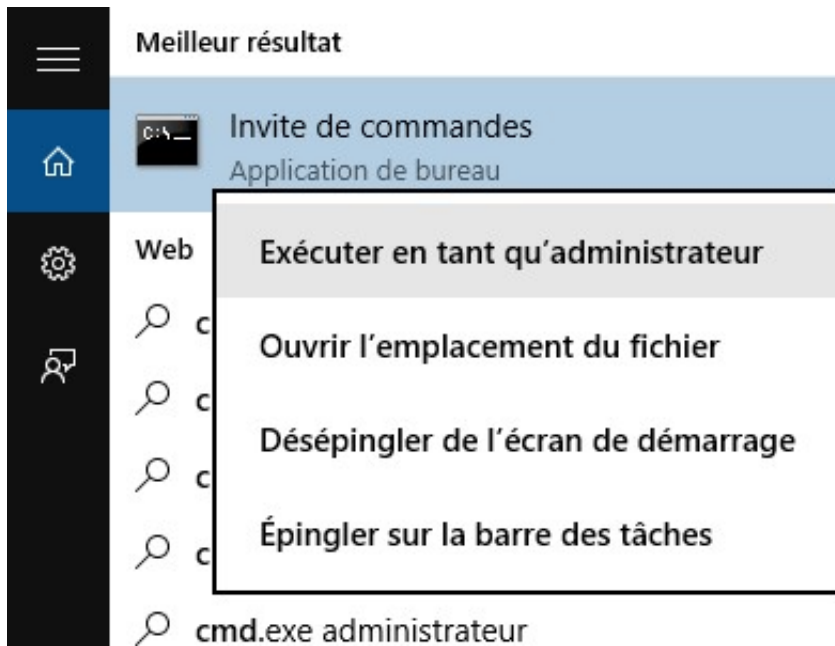 Meilleur résultat
C:\_
Invite de commandes
Application de bureau
Web
Exécuter en tant qu'administrateur
c
Ouvrir l'emplacement du fichier
c
Désépingler de l'écran de démarrage
c
Épingler sur la barre des tâches
c
cmd.exe administrateur